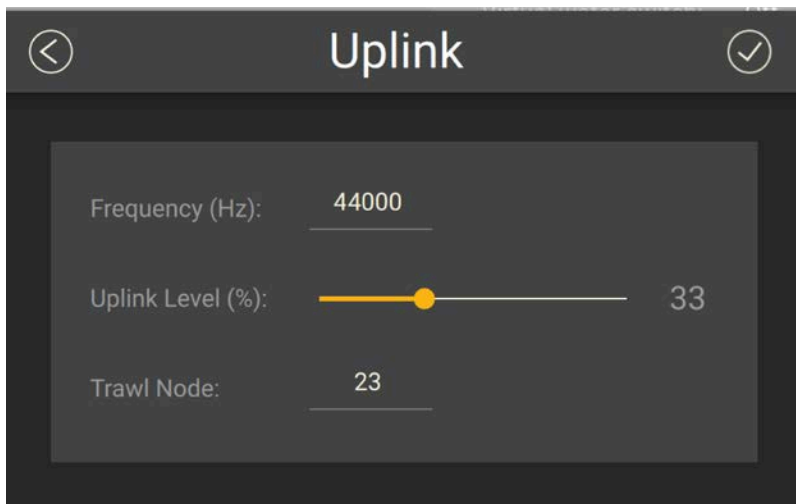 Uplink
Frequency (Hz): 44000
Uplink Level (%): 33
Trawl Node: 23